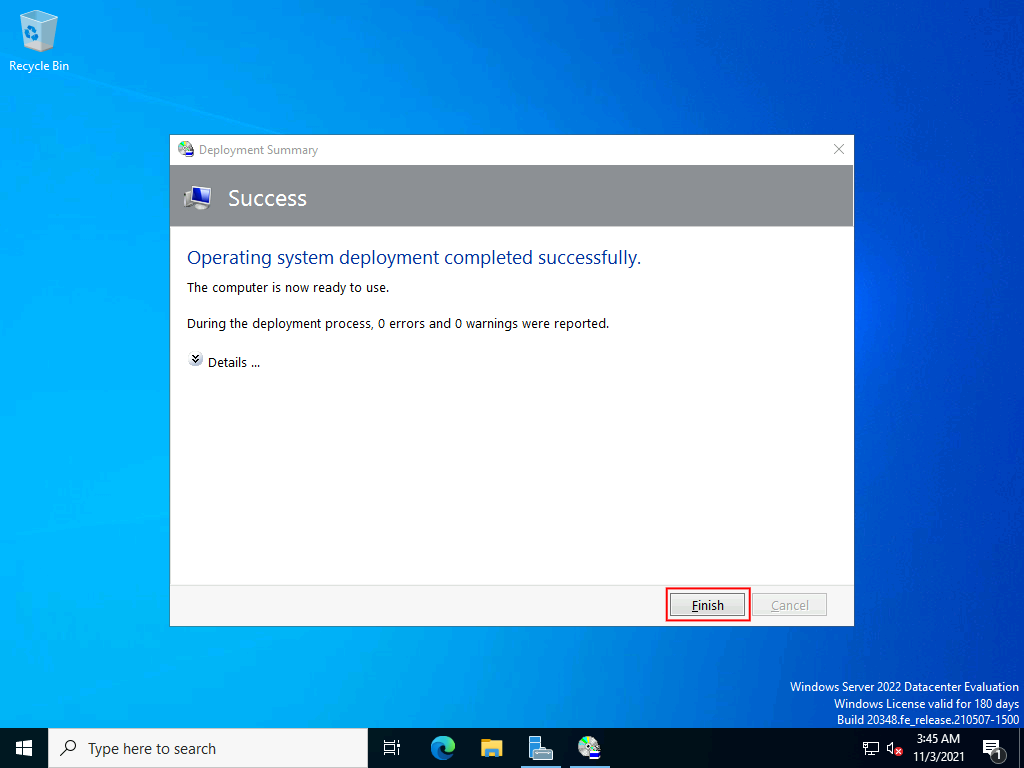 Recycle Bin
Deployment Summary
Success
Operating system deployment completed successfully.
The computer is now ready to use.
During the deployment process, 0 errors and 0 warnings were reported.
Details ...
Finish
Cancel
Windows Server 2022 Datacenter Evaluation
Windows License valid for 180 days
Build 20348.fe_release.210507-1500
Type here to search
3:45 AM
11/3/2021
1